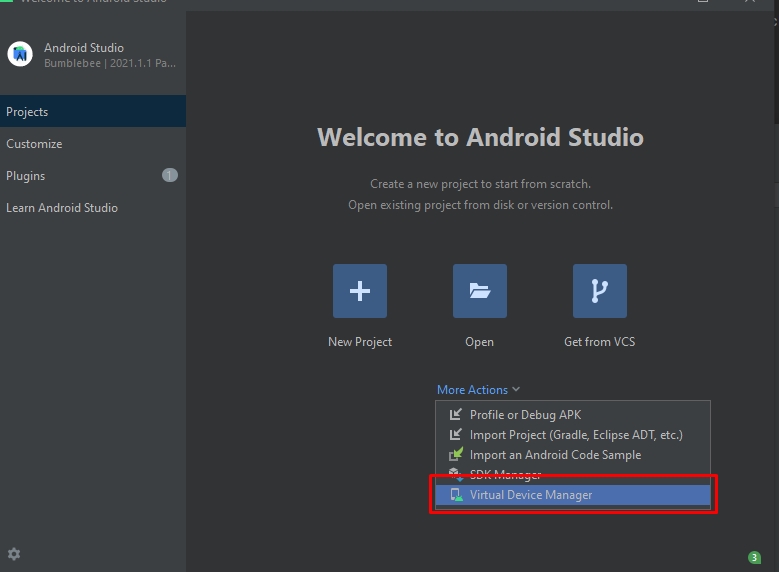 Welcome to Android Studio
Android Studio
Bumblebee | 2021.1.1 Pa...
Projects
Customize
Plugins
1
Learn Android Studio
Welcome to Android Studio
Create a new project to start from scratch.
Open existing project from disk or version control.
New Project
Open
Get from VCS
More Actions
Profile or Debug APK
Import Project (Gradle, Eclipse ADT, etc.)
Import an Android Code Sample
SDK Manager
Virtual Device Manager
3